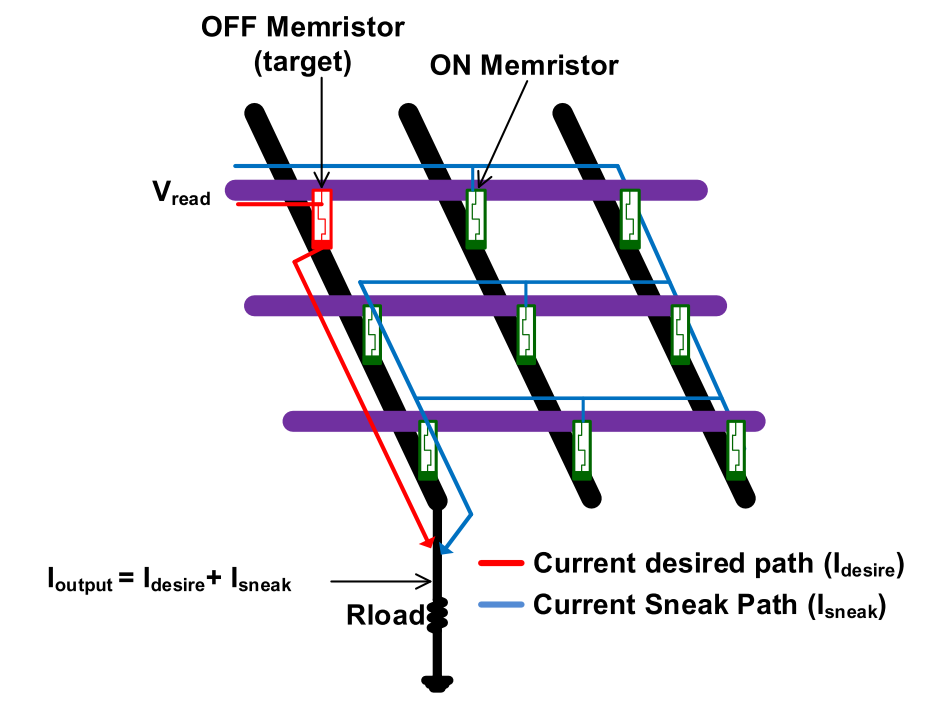 OFF Memristor
(target)
ON Memristor
Vread
Ioutput = Idesire+ Isneak
Rload
Current desired path (Idesire)
Current Sneak Path (Isneak)